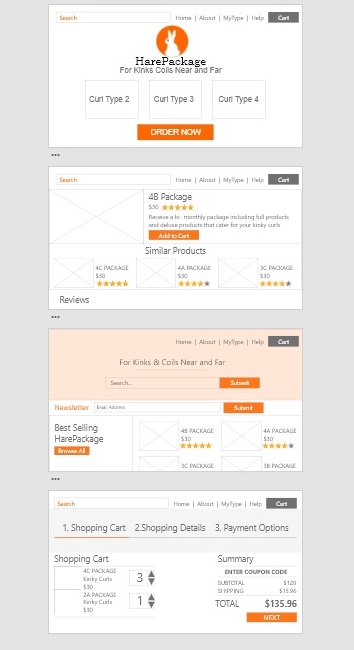 Search Home | About | MyType | Help Cart
HarePackage
For Kinks Coils Near and Far
Curl Type 2 Curl Type 3 Curl Type 4
ORDER NOW
Search Home | About | MyType | Help Cart
4B Package
$30
Receive a bi- monthly package including full products
and deluxe products that cater for your kinky curls
Add to Cart
Similar Products
4C PACKAGE 4A PACKAGE 3C PACKAGE
$30 $30 $30
Reviews
Home | About | MyType | Help Cart
For Kinks & Coils Near and Far
Search... Submit
Newsletter Email Address Submit
Best Selling
HarePackage
Browse All
4B PACKAGE 4A PACKAGE
$30 $30
3C PACKAGE 3B PACKAGE
Search Home | About | MyType | Help Cart
1. Shopping Cart 2.Shopping Details 3. Payment Options
Shopping Cart
4C PACKAGE
Kinky Curls
$30
3
2A PACKAGE
Kinky Curls
$30
1
Summary
ENTER COUPON CODE
SUBTOTAL $120
SHIPPING $15.96
TOTAL $135.96
NEXT